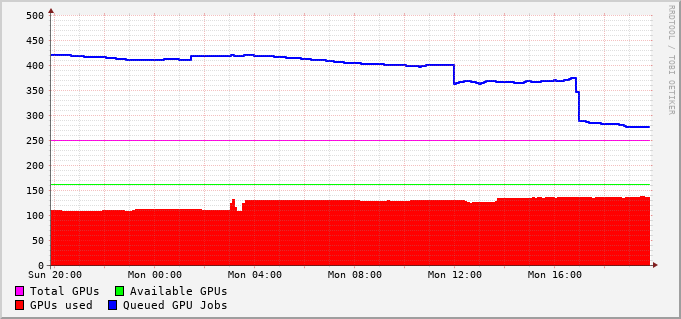 500
450
400
350
300
250
200
150
100
50
0
Sun 20:00 Mon 00:00 Mon 04:00 Mon 08:00 Mon 12:00 Mon 16:00
Total GPUs Available GPUs
GPUs used Queued GPU Jobs
RRDTOOL / TOBI OETIKER